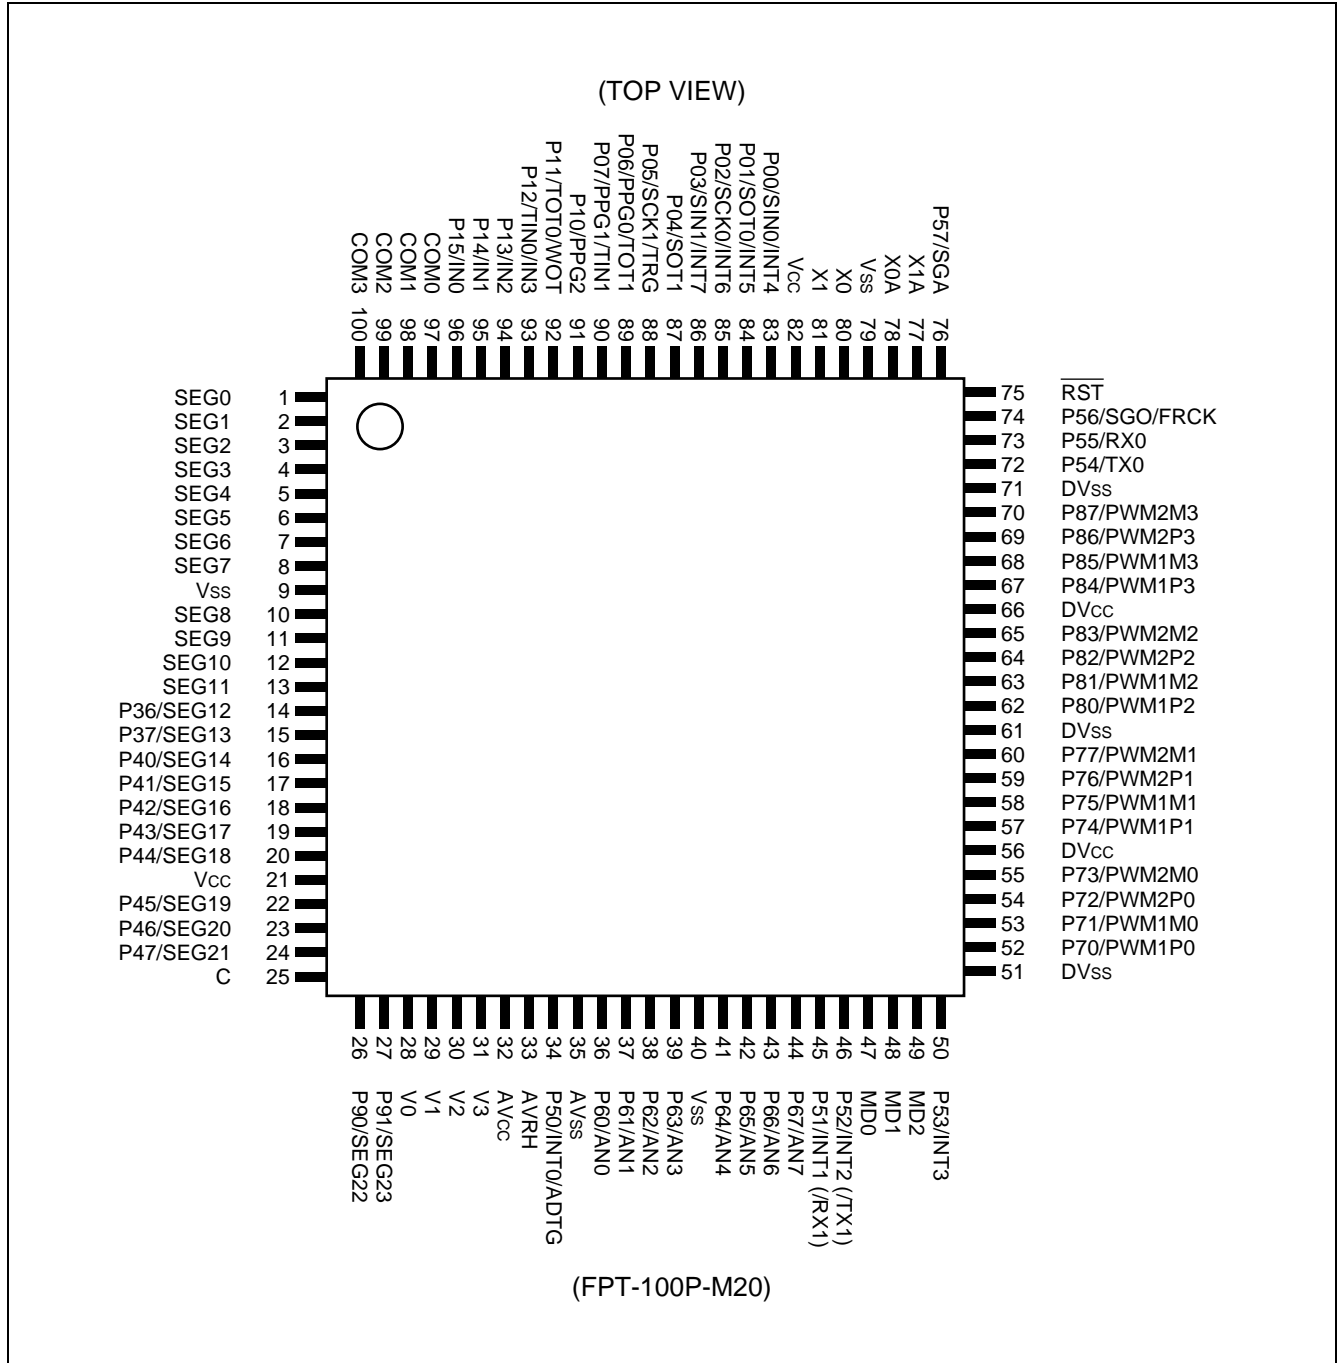 (TOP VIEW)
COM3 100
COM2 99
COM1 98
COM0 97
P15/IN0 96
P14/IN1 95
P13/IN2 94
P12/TIN0/IN3 93
P11/TOT0/WOT 92
P10/PPG2 91
P07/PPG1/TIN1 90
P06/PPG0/TOT1 89
P05/SCK1/TRG 88
P04/SOT1 87
P03/SIN1/INT7 86
P02/SCK0/INT6 85
P01/SOT0/INT5 84
P00/SIN0/INT4 83
Vcc 82
X1 81
X0 80
Vss 79
X0A 78
X1A 77
P57/SGA 76
SEG0 1
SEG1 2
SEG2 3
SEG3 4
SEG4 5
SEG5 6
SEG6 7
SEG7 8
Vss 9
SEG8 10
SEG9 11
SEG10 12
SEG11 13
P36/SEG12 14
P37/SEG13 15
P40/SEG14 16
P41/SEG15 17
P42/SEG16 18
P43/SEG17 19
P44/SEG18 20
Vcc 21
P45/SEG19 22
P46/SEG20 23
P47/SEG21 24
C 25
75 RST
74 P56/SGO/FRCK
73 P55/RX0
72 P54/TX0
71 DVss
70 P87/PWM2M3
69 P86/PWM2P3
68 P85/PWM1M3
67 P84/PWM1P3
66 DVcc
65 P83/PWM2M2
64 P82/PWM2P2
63 P81/PWM1M2
62 P80/PWM1P2
61 DVss
60 P77/PWM2M1
59 P76/PWM2P1
58 P75/PWM1M1
57 P74/PWM1P1
56 DVcc
55 P73/PWM2M0
54 P72/PWM2P0
53 P71/PWM1M0
52 P70/PWM1P0
51 DVss
26 P90/SEG22
27 P91/SEG23
28 V0
29 V1
30 V2
31 V3
32 AVcc
33 AVRH
34 P50/INT0/ADTG
35 AVss
36 P60/AN0
37 P61/AN1
38 P62/AN2
39 P63/AN3
40 Vss
41 P64/AN4
42 P65/AN5
43 P66/AN6
44 P67/AN7
45 P51/INT1 (/RX1)
46 P52/INT2 (/TX1)
47 MD0
48 MD1
49 MD2
50 P53/INT3
(FPT-100P-M20)